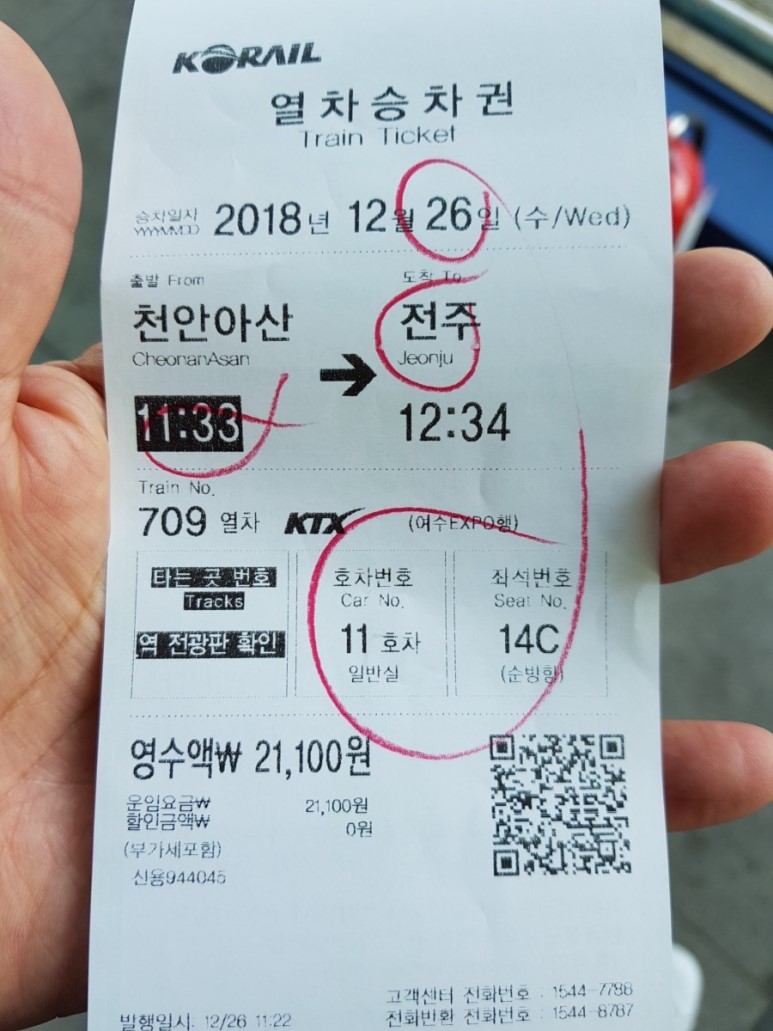 KORAIL
열차승차권
Train Ticket
승차일시
YYYYMMDD
2018년 12월 26일 (수/Wed)
출발 From
도착 To
천안아산
전주
CheonanAsan
Jeonju
11:33
12:34
Train No.
709 열차 KTX (여수EXPO행)
타는 곳 번호
Tracks
역 전광판 확인
호차번호
Car No.
11 호차
일반실
좌석번호
Seat No.
14C
(순방향)
영수액₩ 21,100원
운임요금₩ 21,100원
할인금액₩ 0원
(부가세포함)
신용944045
고객센터 전화번호 : 1544-7788
발행일시: 12/26 11:22
전화반환 전화번호 : 1544-8787